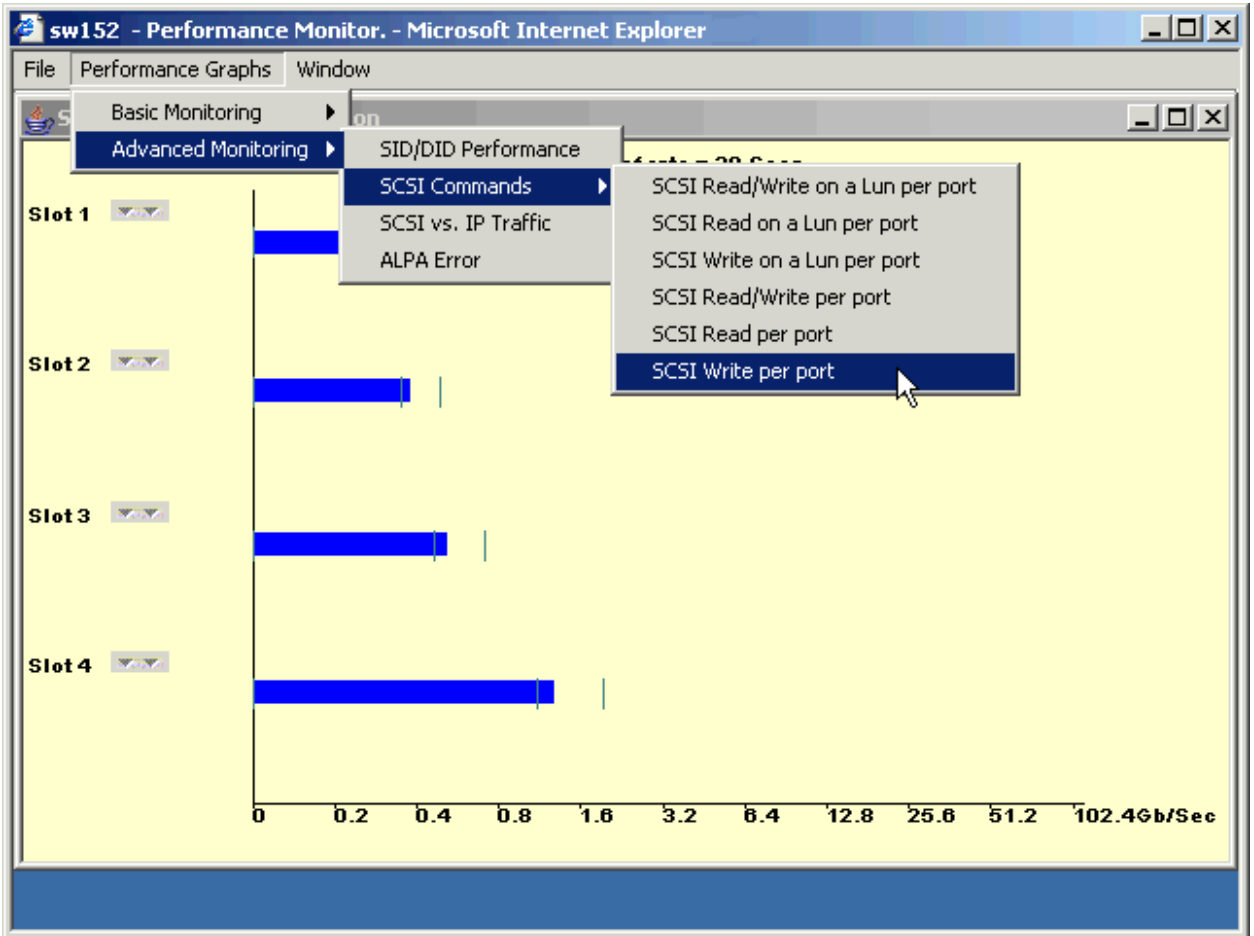 sw152 - Performance Monitor. - Microsoft Internet Explorer
File Performance Graphs Window
Basic Monitoring
Advanced Monitoring
on
SID/DID Performance
SCSI Commands
SCSI vs. IP Traffic
ALPA Error
SCSI Read/Write on a Lun per port
SCSI Read on a Lun per port
SCSI Write on a Lun per port
SCSI Read/Write per port
SCSI Read per port
SCSI Write per port
Slot 1
Slot 2
Slot 3
Slot 4
0 0.2 0.4 0.8 1.6 3.2 6.4 12.8 25.6 51.2 102.4Gb/Sec